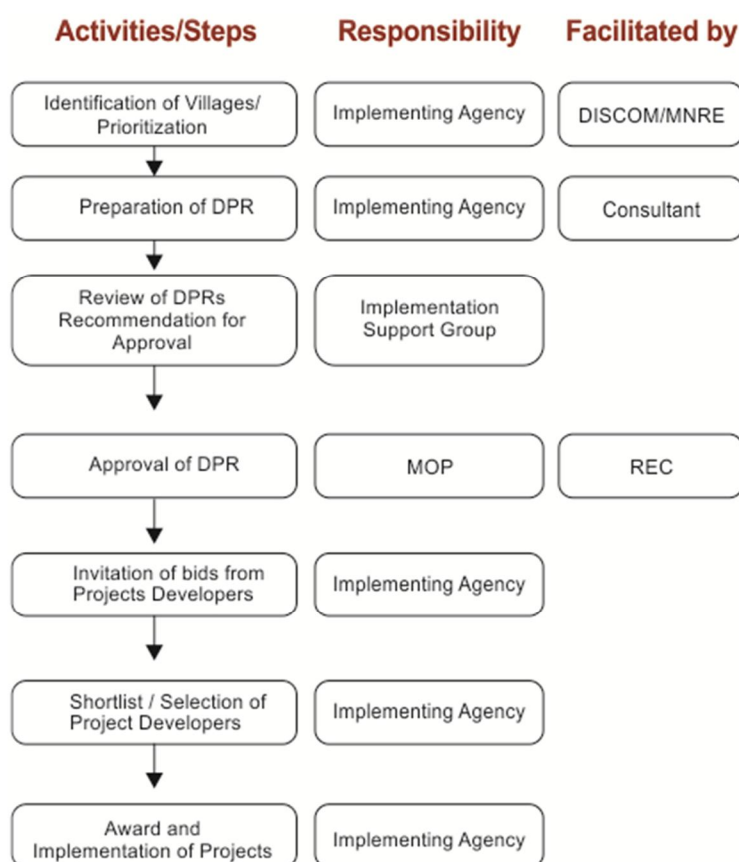 Activities/Steps
Responsibility
Facilitated by
Identification of Villages/
Prioritization
Implementing Agency
DISCOM/MNRE
Preparation of DPR
Implementing Agency
Consultant
Review of DPRs
Recommendation for
Approval
Implementation
Support Group
Approval of DPR
MOP
REC
Invitation of bids from
Projects Developers
Implementing Agency
Shortlist / Selection of
Project Developers
Implementing Agency
Award and
Implementation of Projects
Implementing Agency